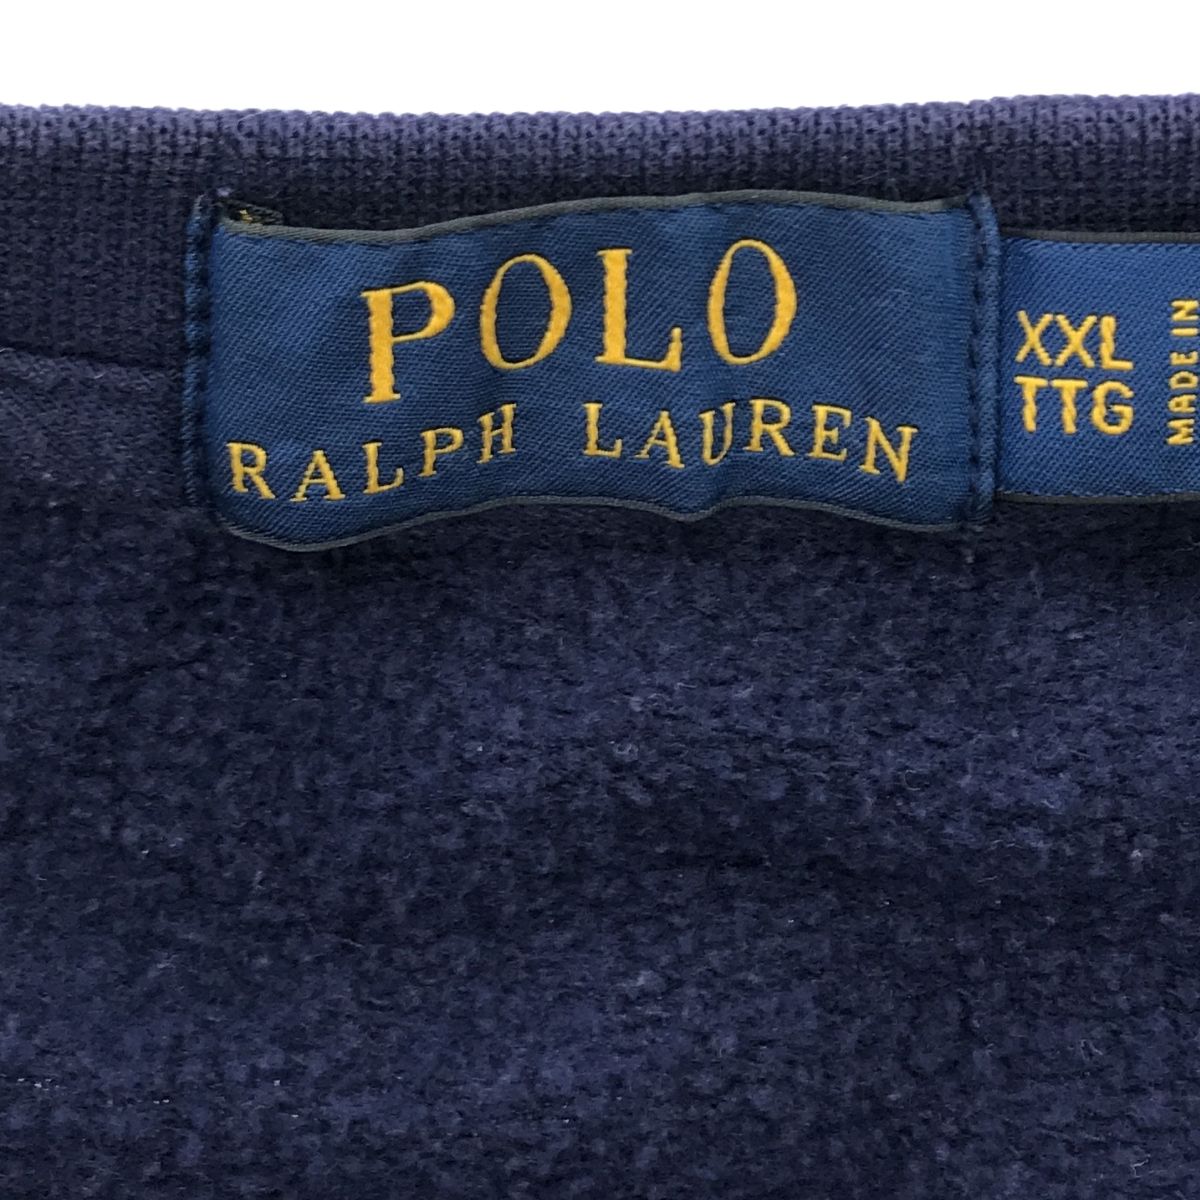 POLO
RALPH LAUREN
XXL
TTG
MADE IN